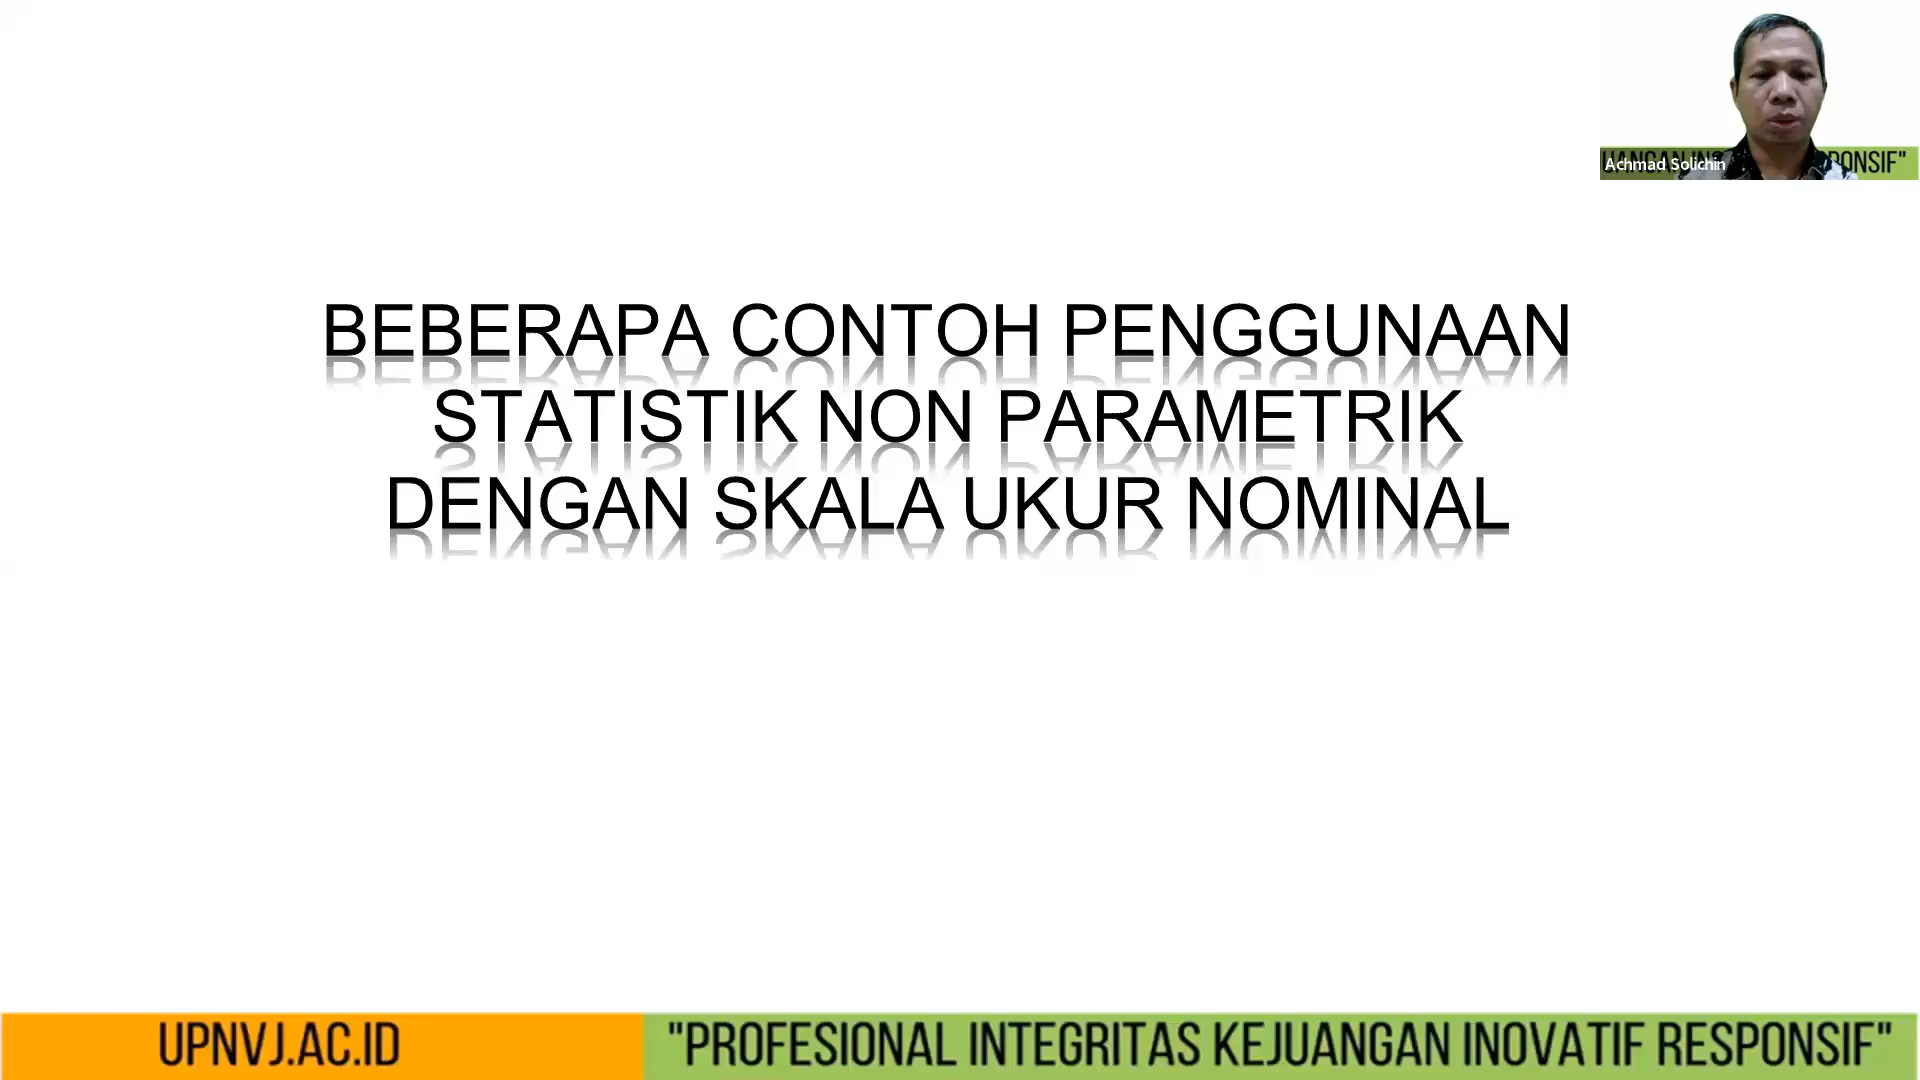 Achmad Solichin
BEBERAPA CONTOH PENGGUNAAN
STATISTIK NON PARAMETRIK
DENGAN SKALA UKUR NOMINAL
UPNVJ.AC.ID
"PROFESIONAL INTEGRITAS KEJUANGAN INOVATIF RESPONSIF"